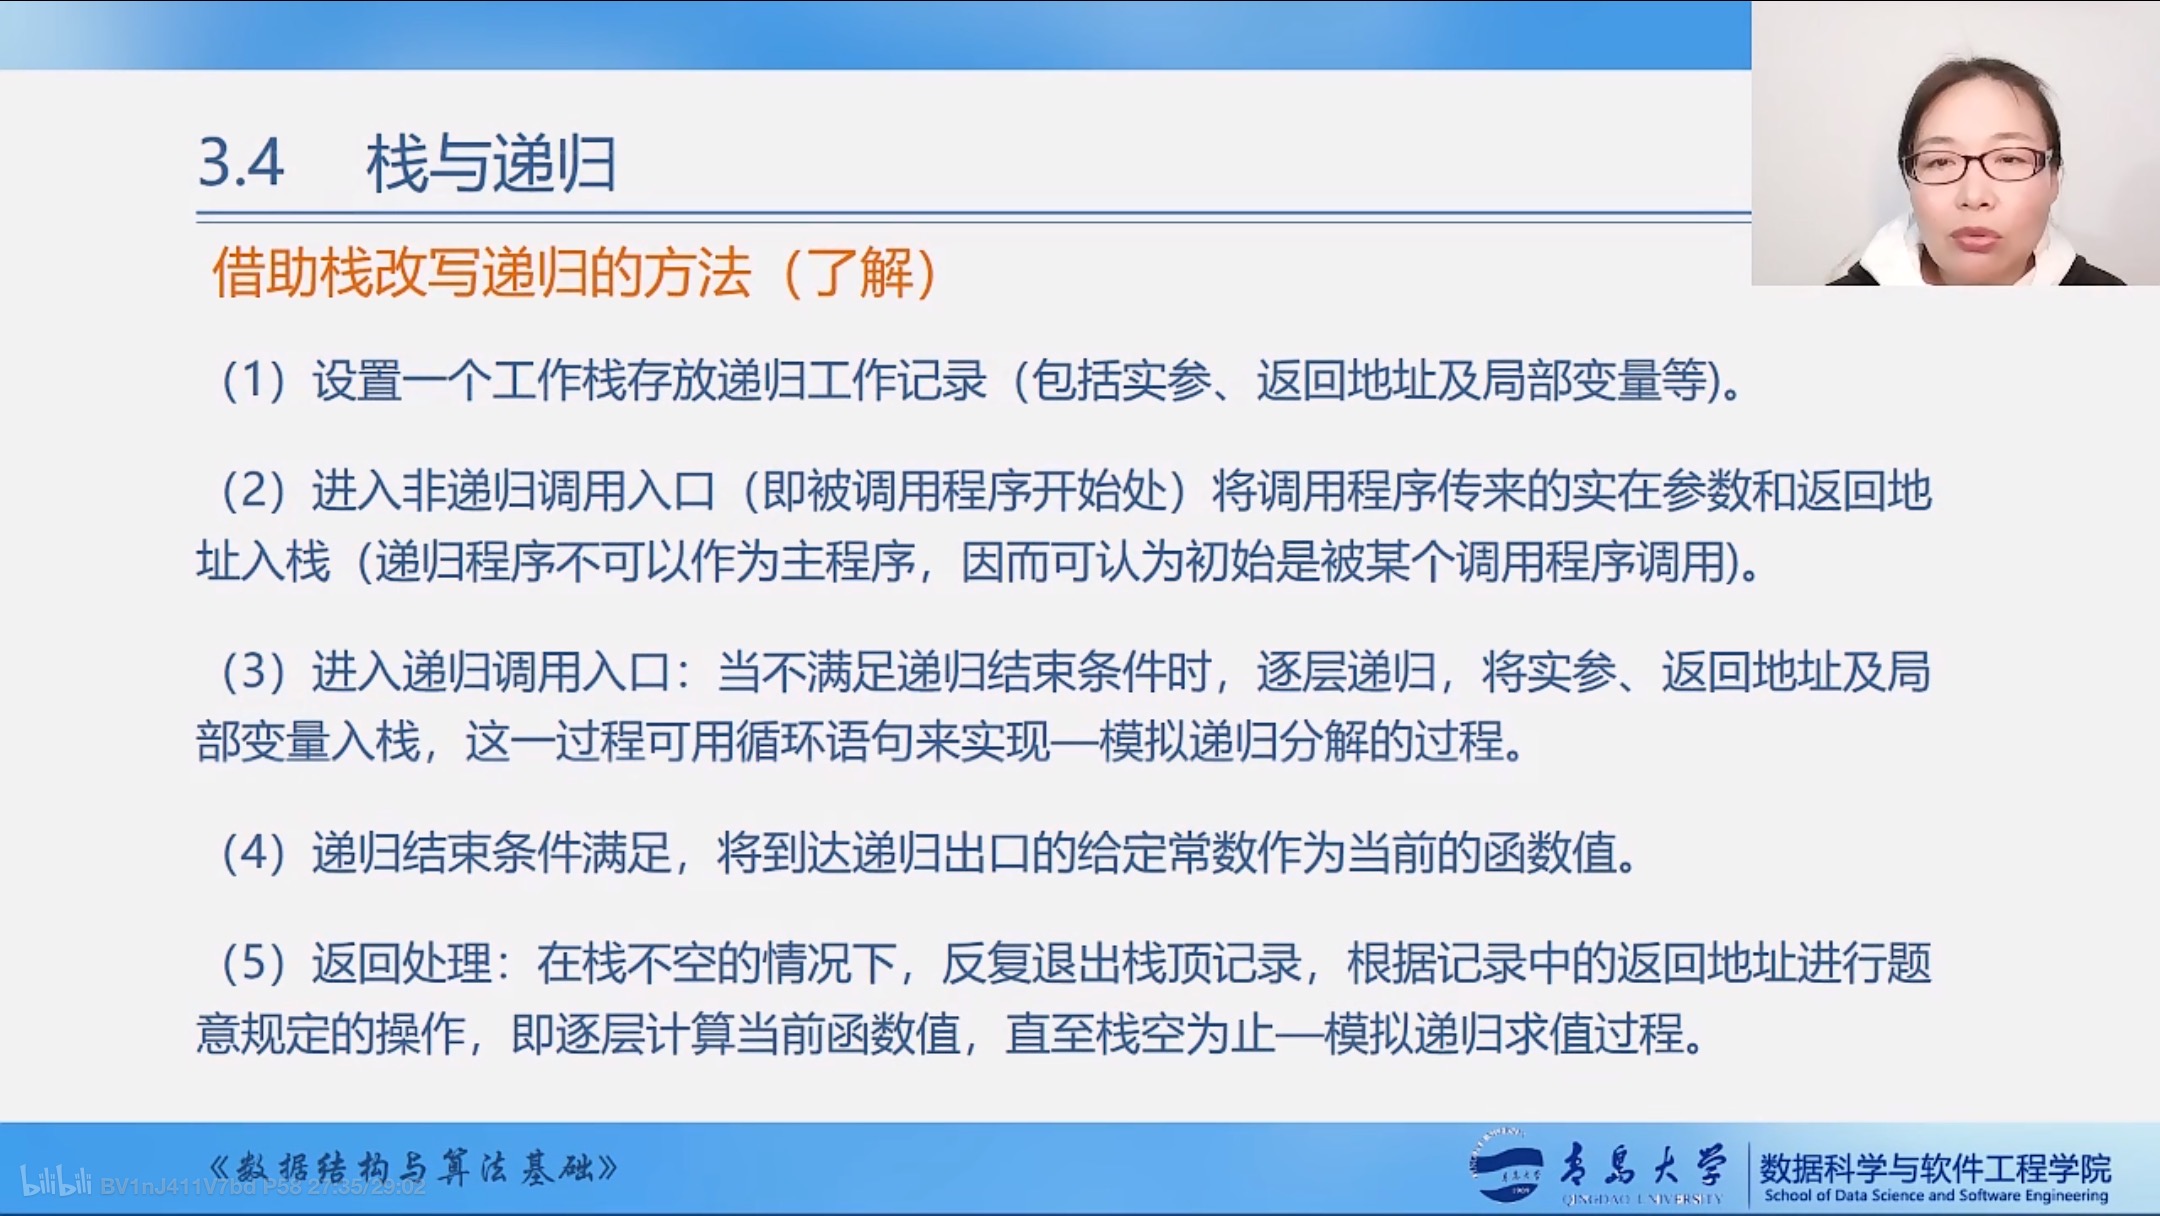 3.4 栈与递归
借助栈改写递归的方法（了解）
（1）设置一个工作栈存放递归工作记录（包括实参、返回地址及局部变量等)。
（2）进入非递归调用入口（即被调用程序开始处）将调用程序传来的实在参数和返回地
址入栈（递归程序不可以作为主程序，因而可认为初始是被某个调用程序调用)。
（3）进入递归调用入口：当不满足递归结束条件时，逐层递归，将实参、返回地址及局
部变量入栈，这一过程可用循环语句来实现—模拟递归分解的过程。
（4）递归结束条件满足，将到达递归出口的给定常数作为当前的函数值。
（5）返回处理：在栈不空的情况下，反复退出栈顶记录，根据记录中的返回地址进行题
意规定的操作，即逐层计算当前函数值，直至栈空为止—模拟递归求值过程。
《数据结构与算法基础》
bilibili BV1nJ411V7bd P58 27:35/29:02
青岛大学
QINGDAO UNIVERSITY
数据科学与软件工程学院
School of Data Science and Software Engineering